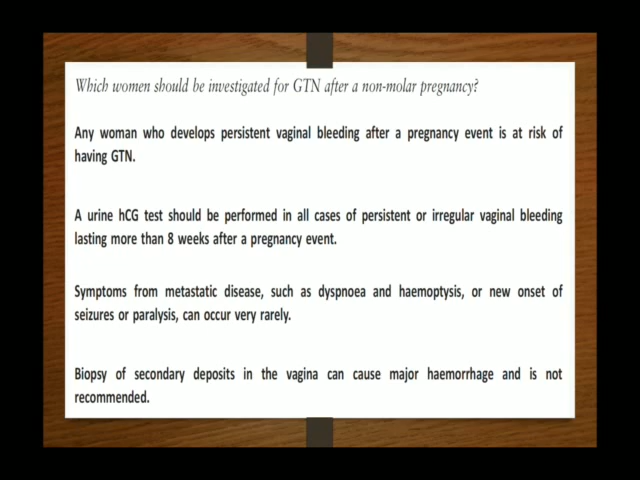 Which women should be investigated for GTN after a non-molar pregnancy?
Any woman who develops persistent vaginal bleeding after a pregnancy event is at risk of
having GTN.
A urine hCG test should be performed in all cases of persistent or irregular vaginal bleeding
lasting more than 8 weeks after a pregnancy event.
Symptoms from metastatic disease, such as dyspnoea and haemoptysis, or new onset of
seizures or paralysis, can occur very rarely.
Biopsy of secondary deposits in the vagina can cause major haemorrhage and is not
recommended.